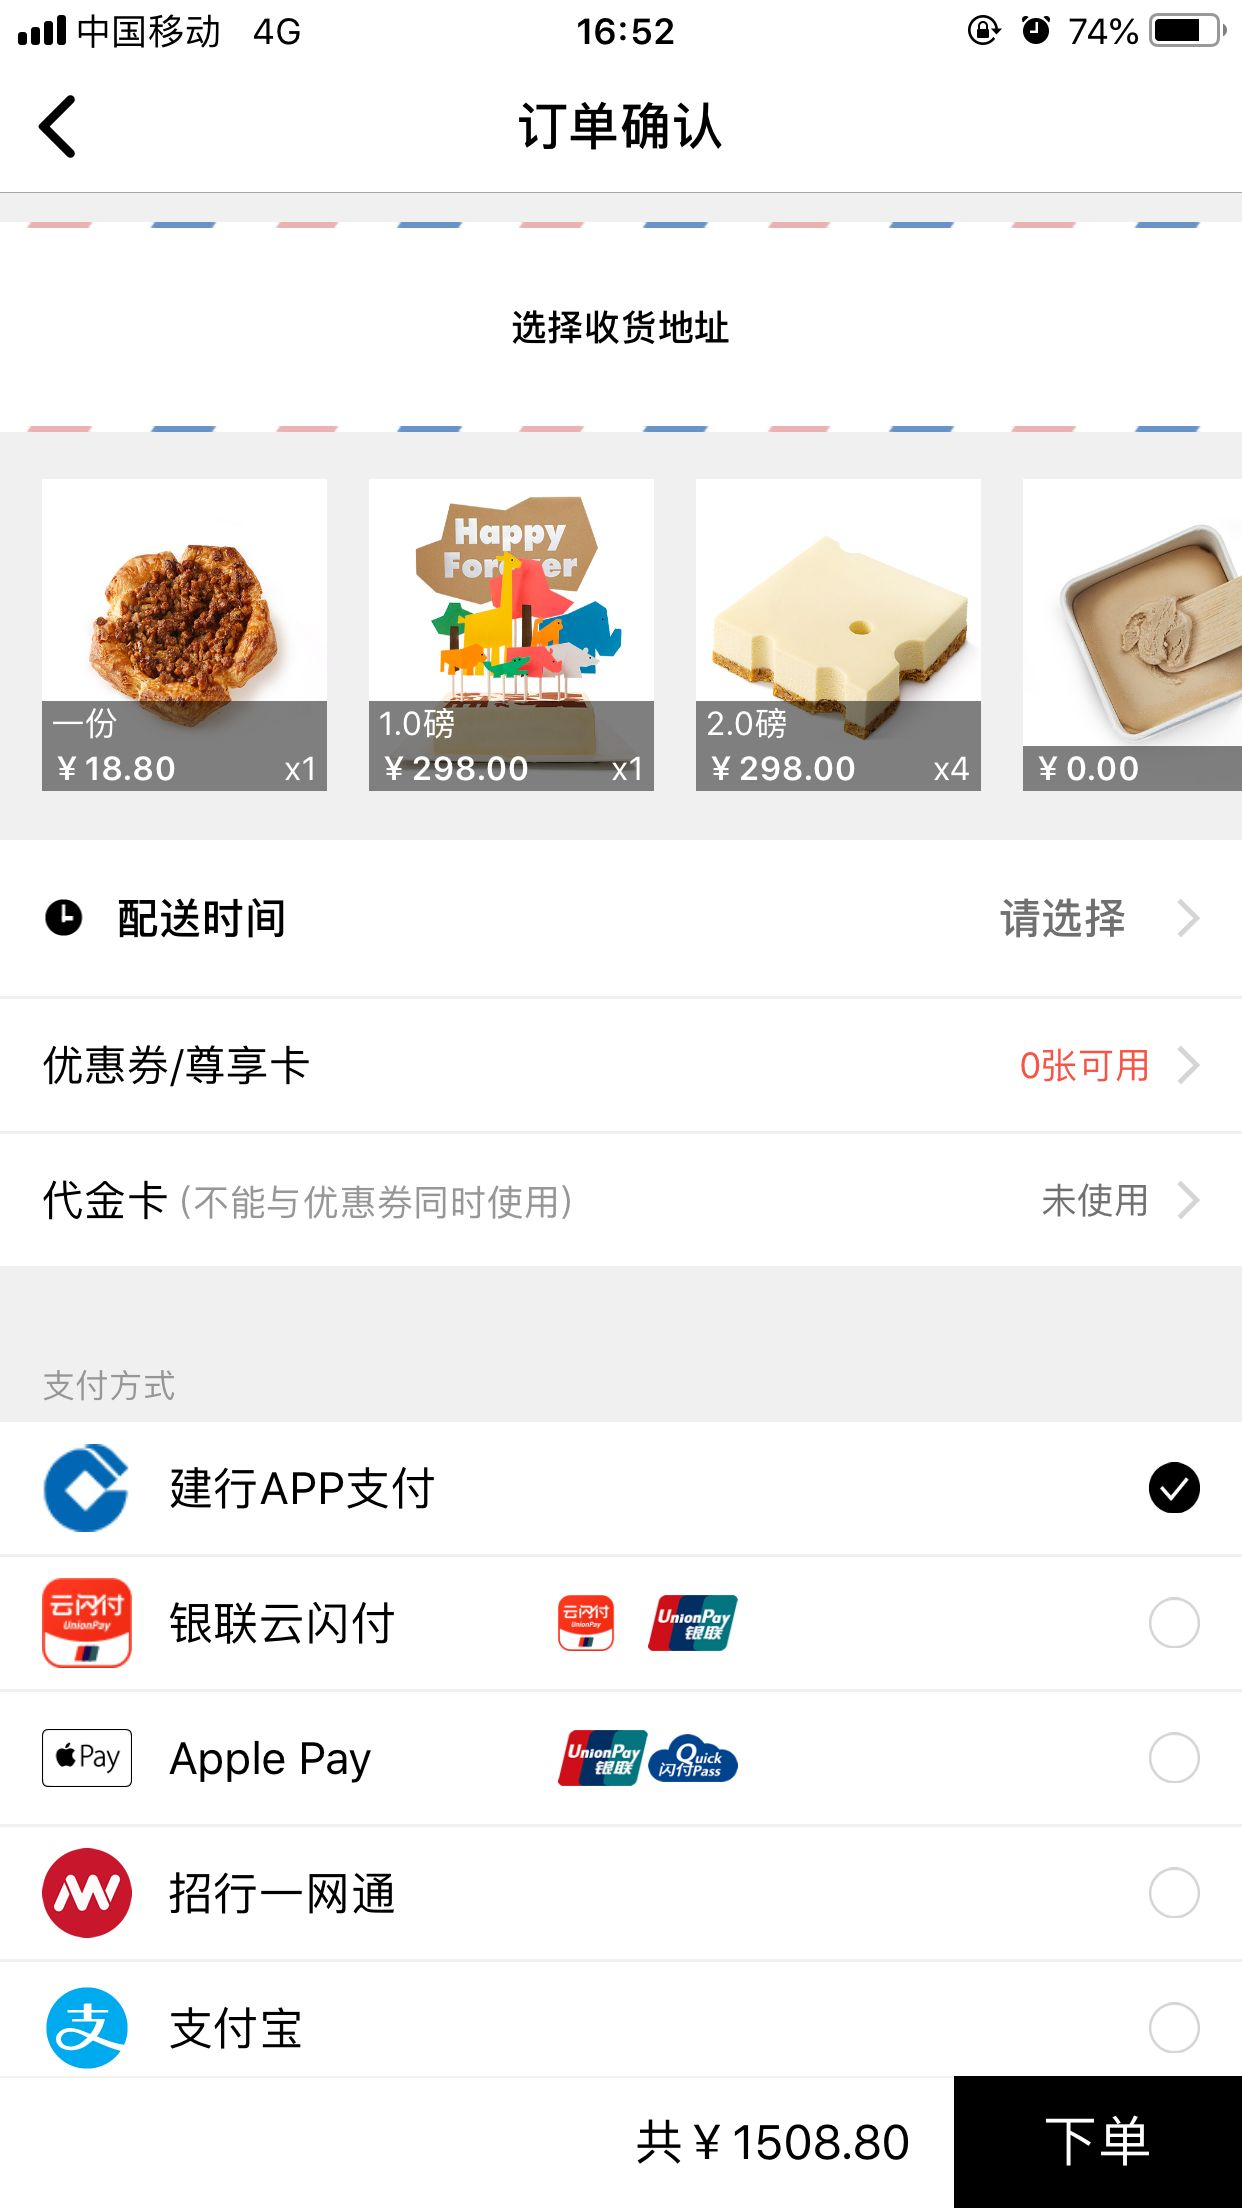 中国移动 4G 16:52 74%
订单确认
选择收货地址
Happy
Forever
一份
¥18.80 x1
1.0磅
¥298.00 x1
2.0磅
¥298.00 x4
¥0.00
配送时间 请选择
优惠券/尊享卡 0张可用
代金卡 (不能与优惠券同时使用) 未使用
支付方式
建行APP支付
云闪付
UnionPay
银联云闪付
云闪付
UnionPay
UnionPay
银联
Pay
Apple Pay
UnionPay
银联
Quick
闪付Pass
招行一网通
支
支付宝
共¥1508.80 下单